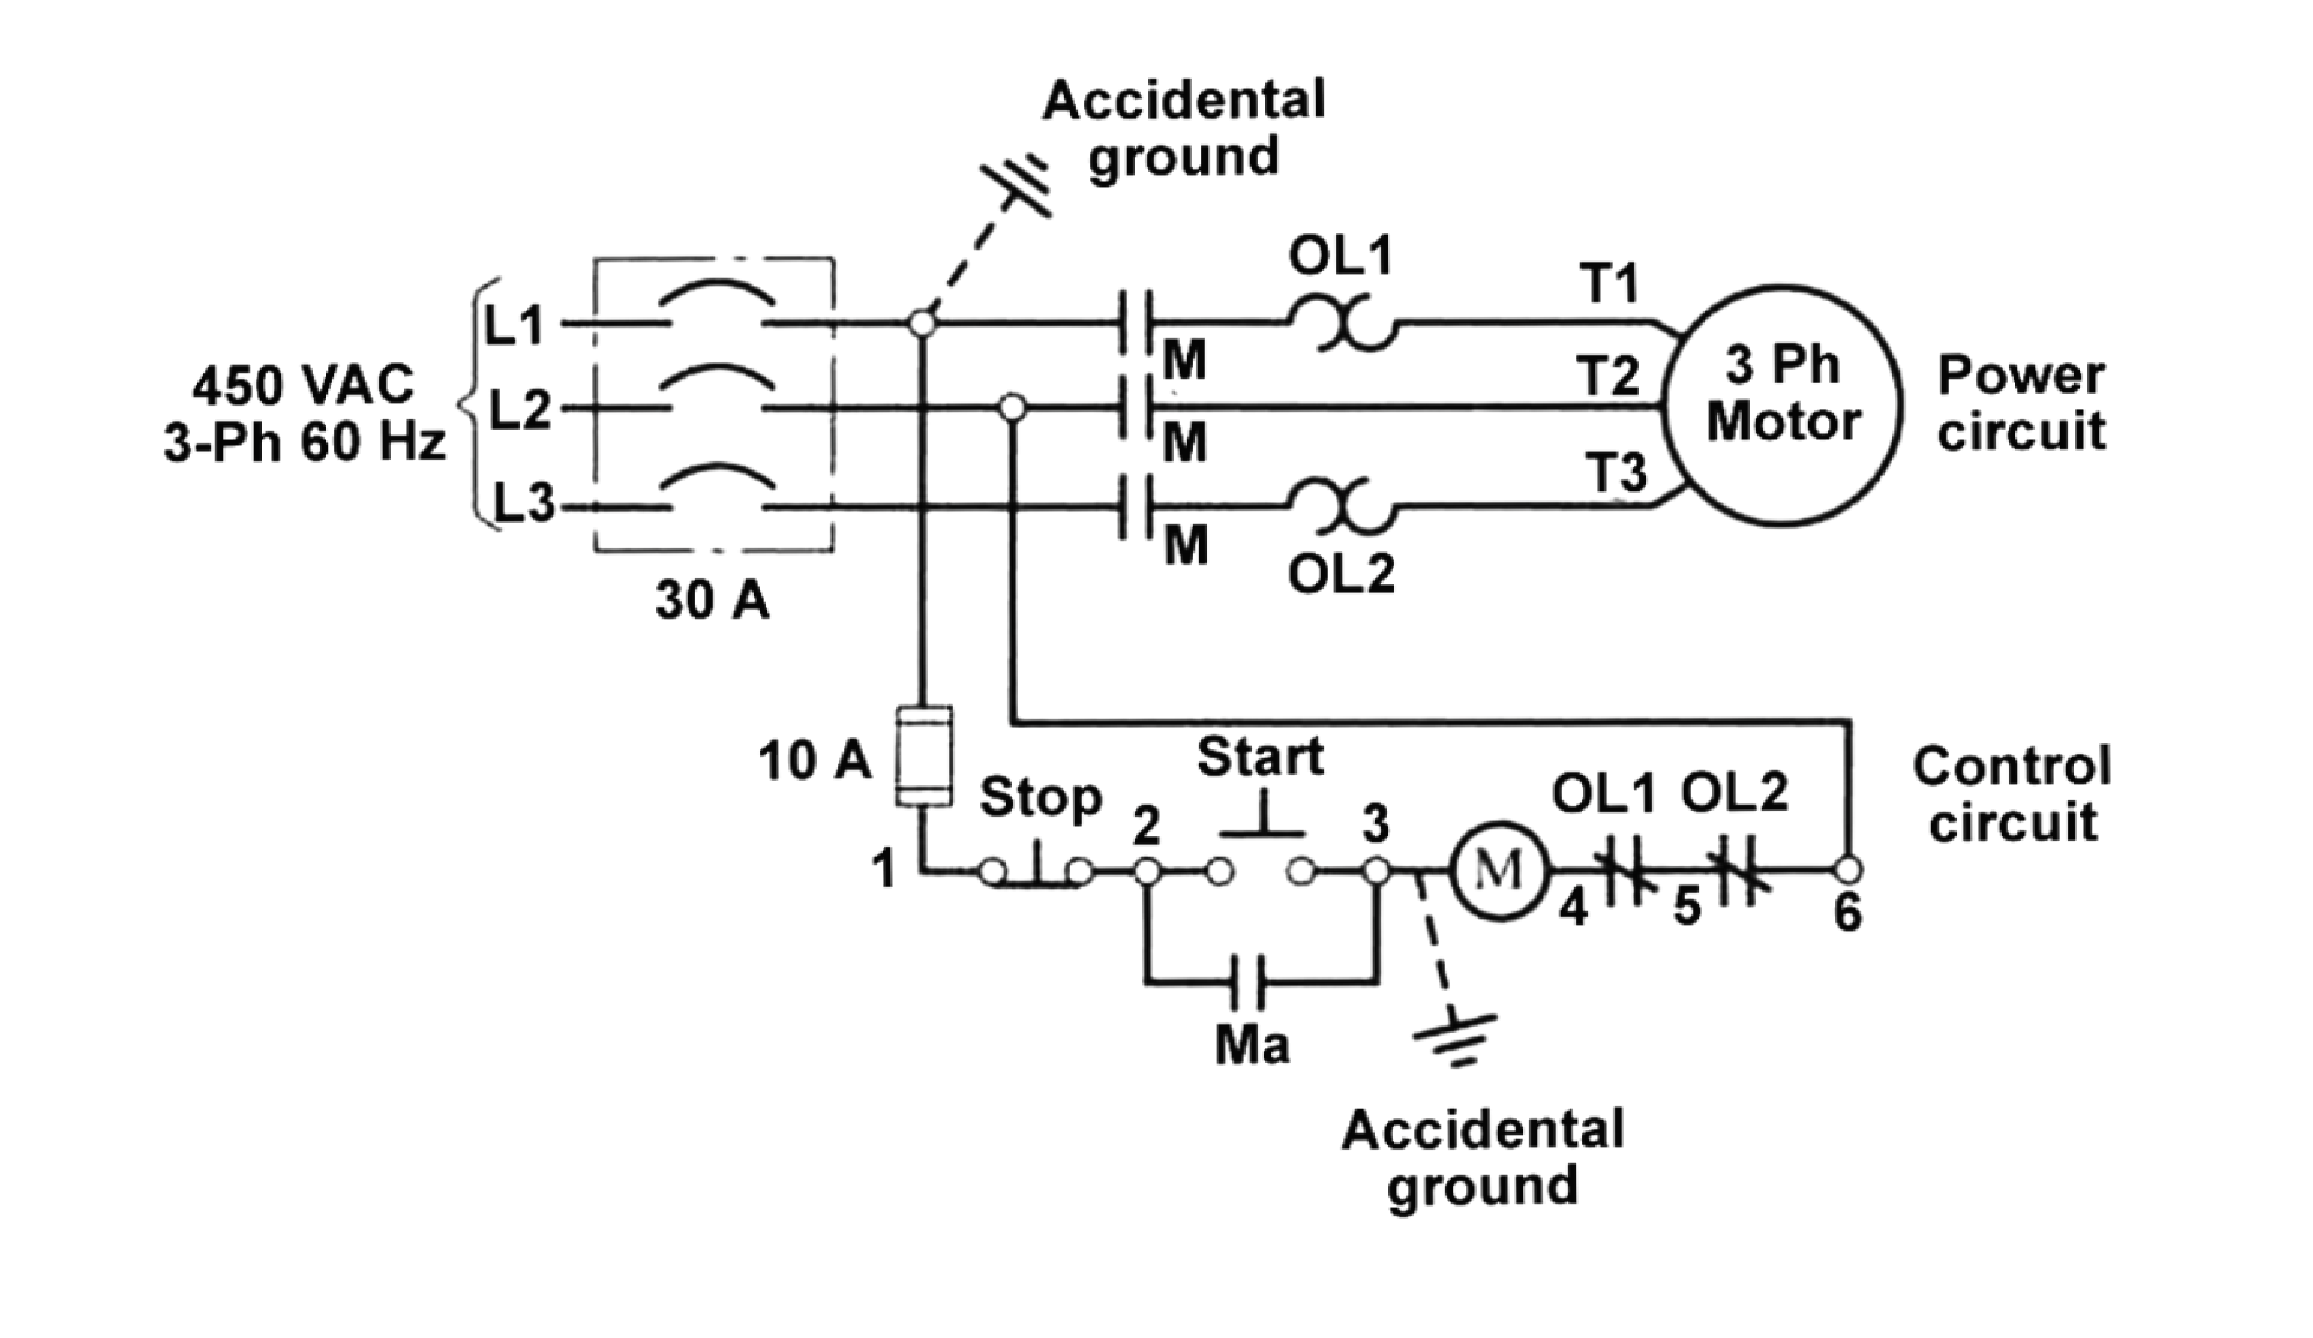 Accidental
ground
OL1
T1
L1
M
3 Ph
Motor
T2
Power
circuit
450 VAC
3-Ph 60 Hz
L2
M
T3
L3
M
OL2
30 A
10 A
Start
Stop
2
3
OL1
OL2
Control
circuit
1
M
4
5
6
Ma
Accidental
ground